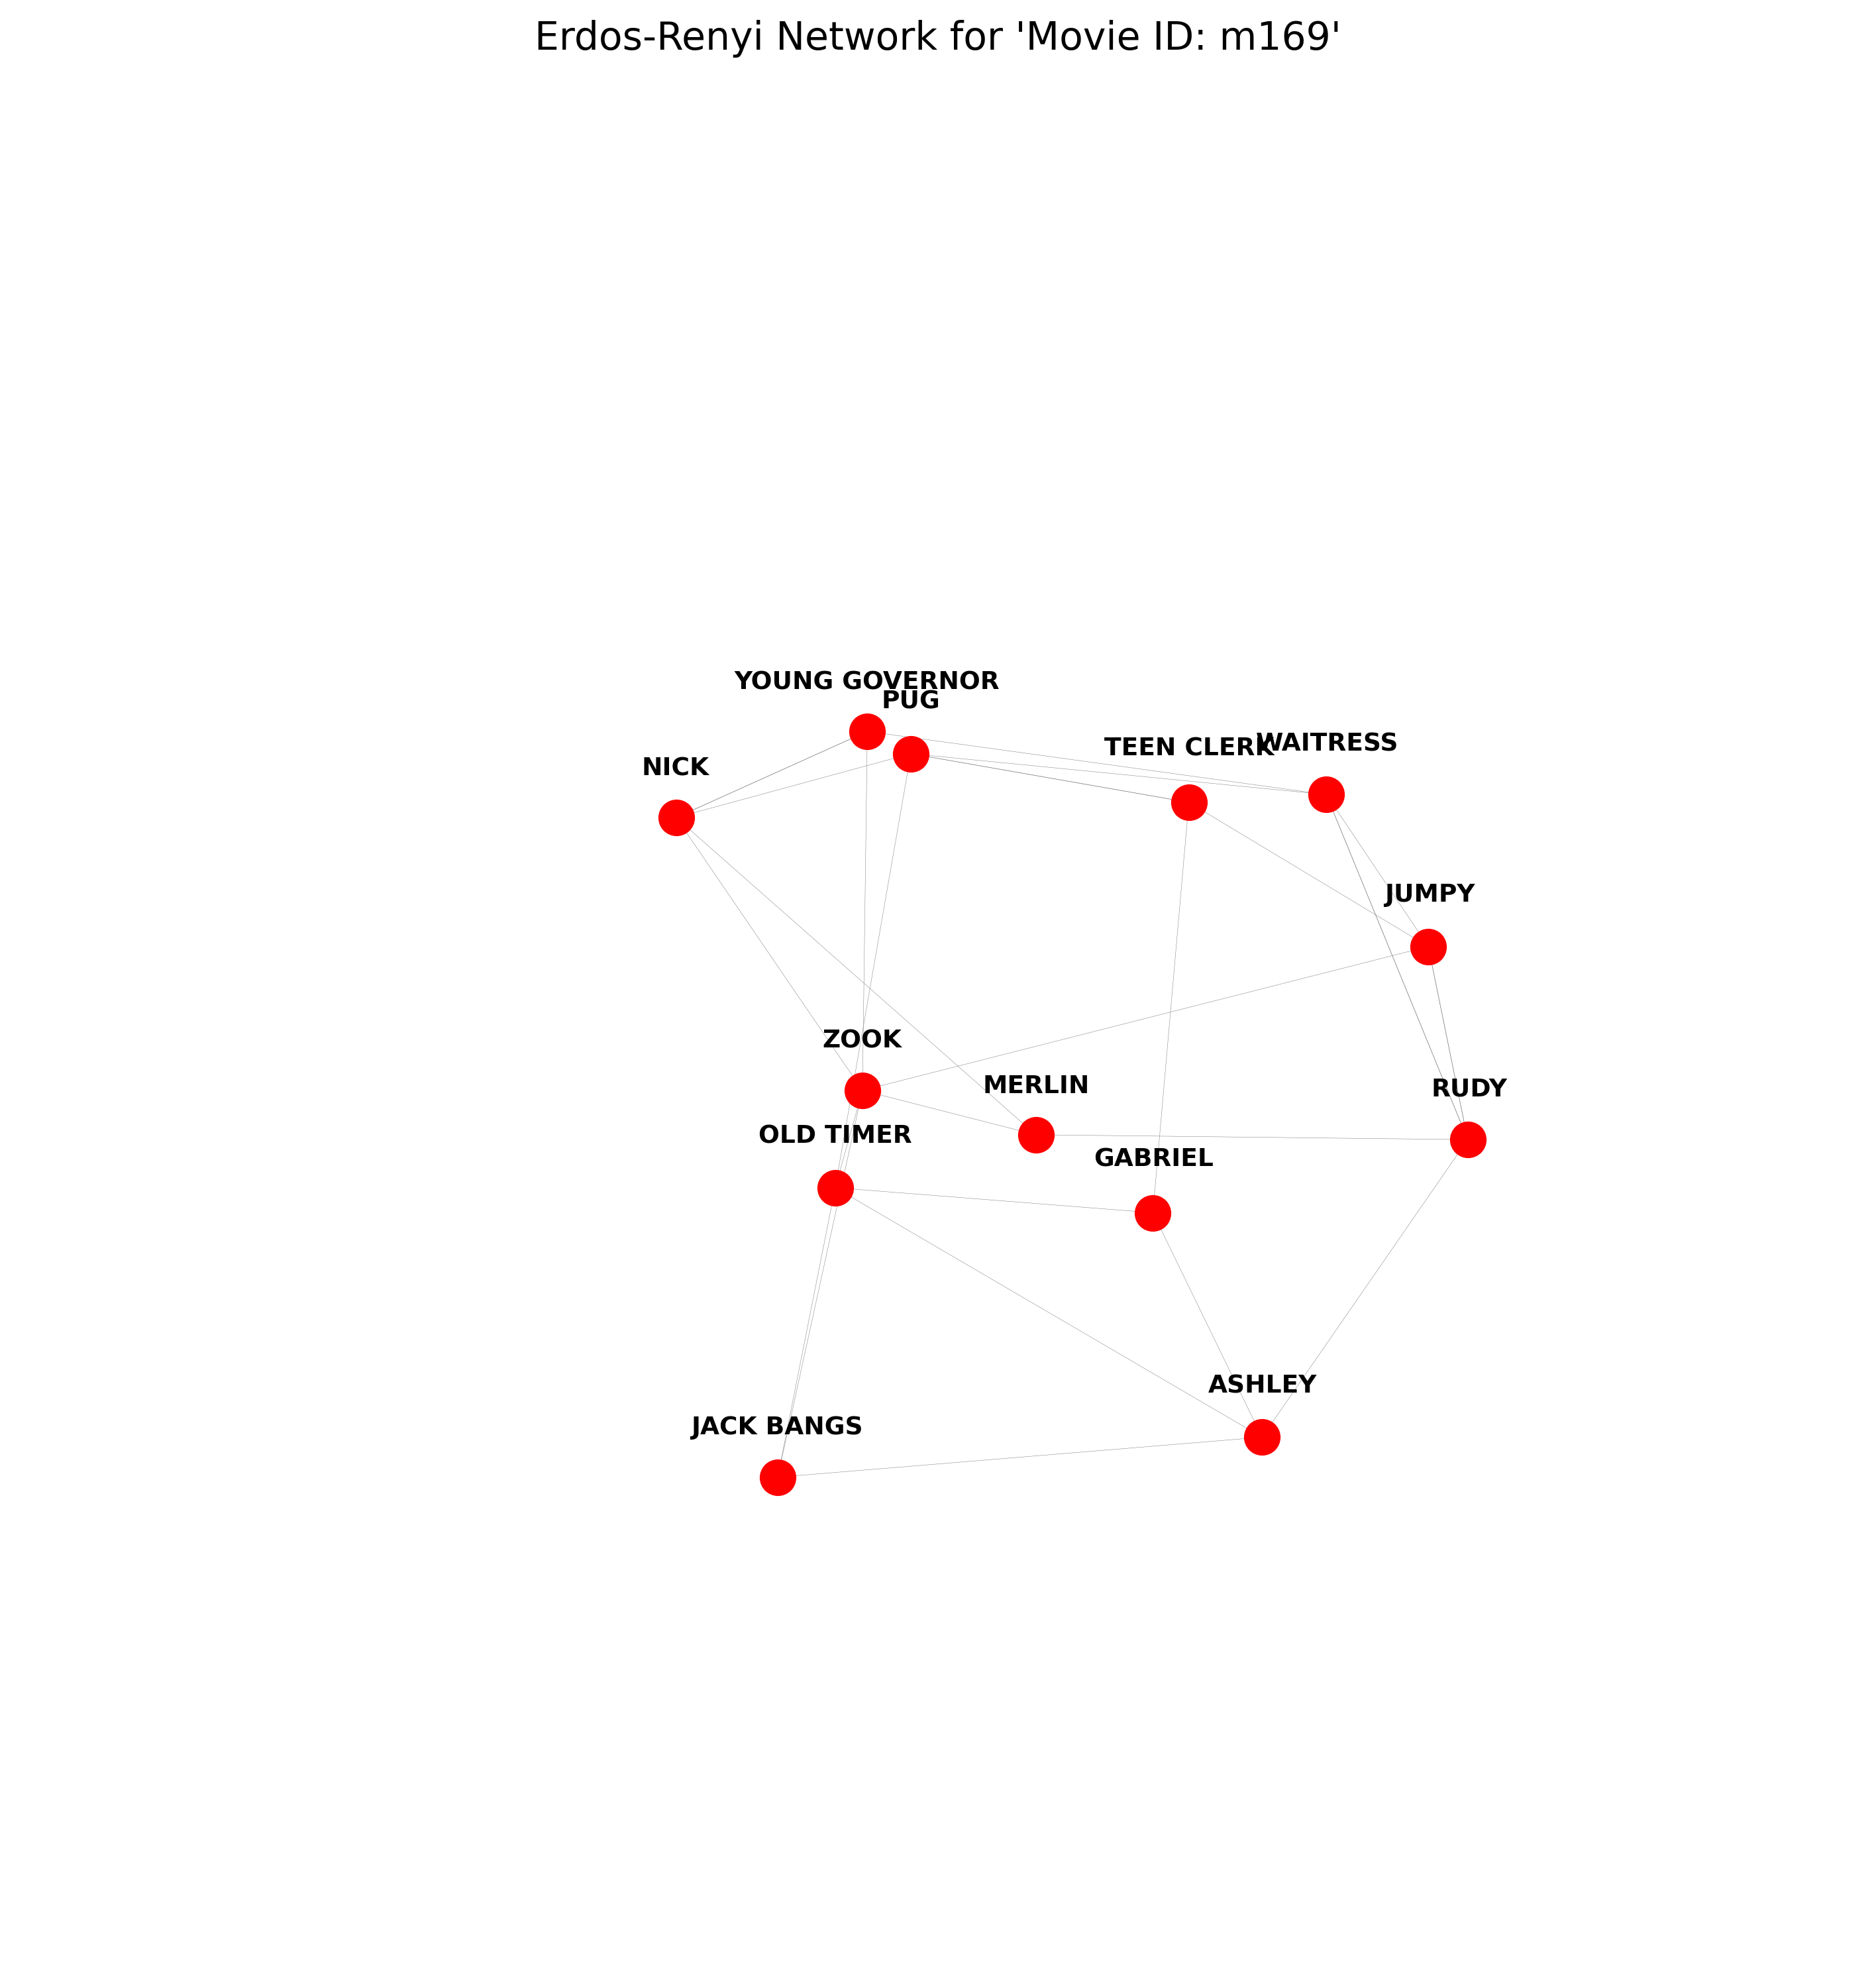 Erdos-Renyi Network for 'Movie ID: m169'
YOUNG GOVERNOR
PUG
TEEN CLERK
WAITRESS
NICK
JUMPY
ZOOK
MERLIN
RUDY
OLD TIMER
GABRIEL
ASHLEY
JACK BANGS